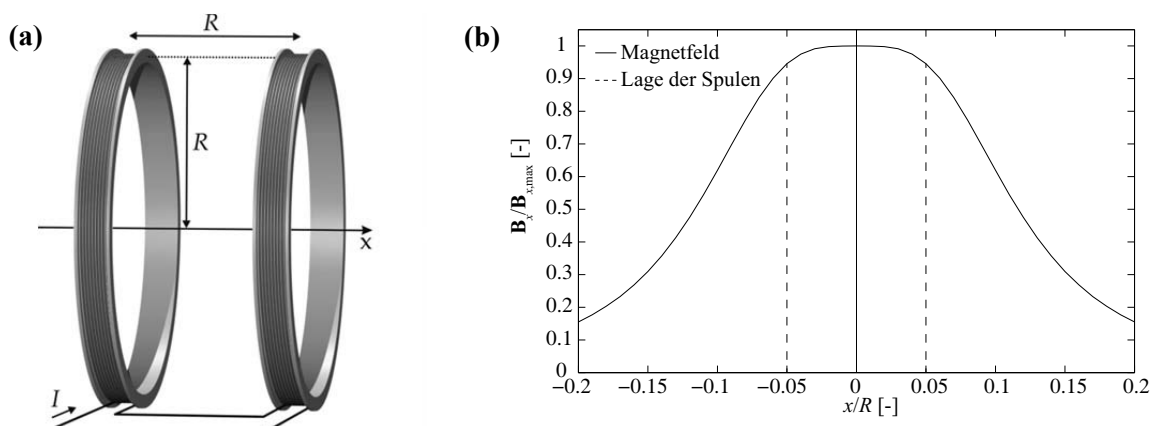 (a)
R
R
x
I
(b)
Magnetfeld
Lage der Spulen
B_x/B_{x,max} [-]
1
0.9
0.8
0.7
0.6
0.5
0.4
0.3
0.2
0.1
0
−0.2 −0.15 −0.1 −0.05 0 0.05 0.1 0.15 0.2
x/R [-]